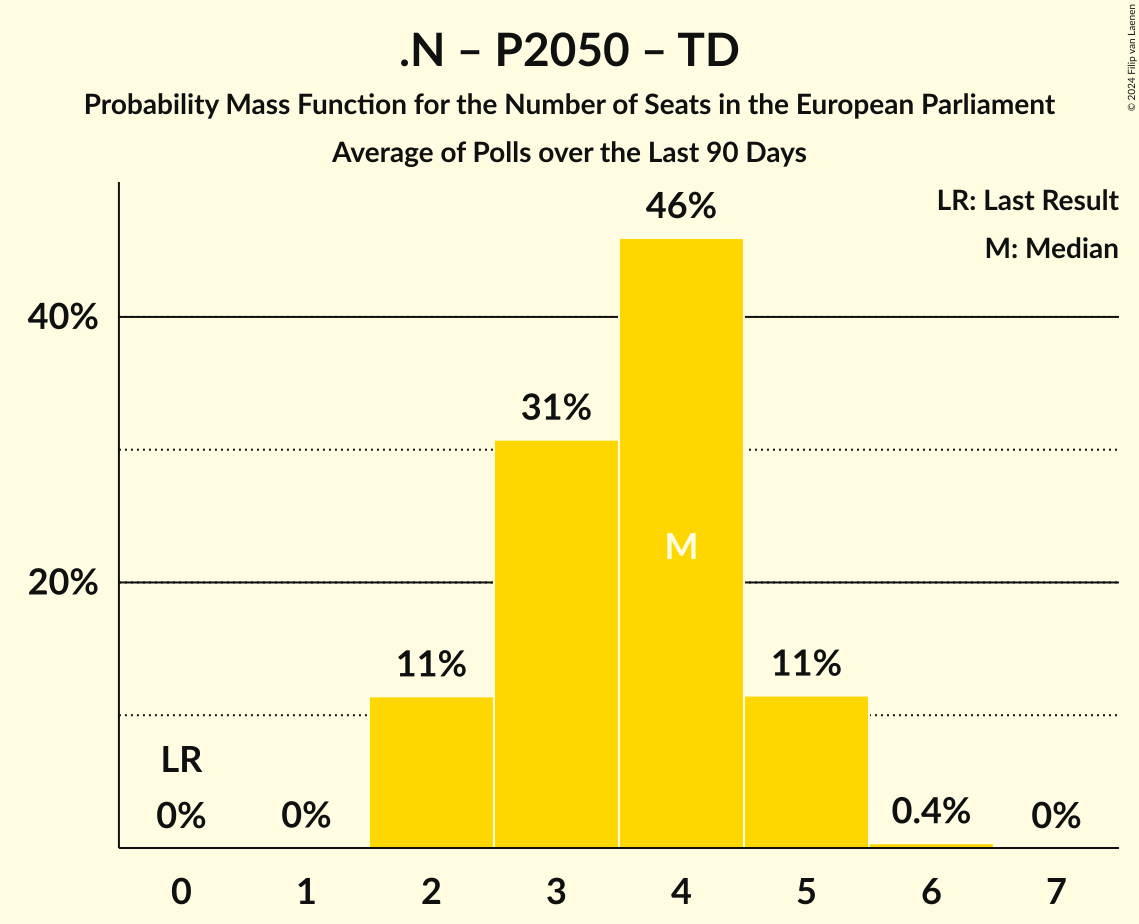 .N – P2050 – TD
Probability Mass Function for the Number of Seats in the European Parliament
Average of Polls over the Last 90 Days
© 2024 Filip van Laenen
LR: Last Result
M: Median
46%
40%
31%
M
20%
11%
11%
LR
0%
0%
0.4%
0%
0 1 2 3 4 5 6 7